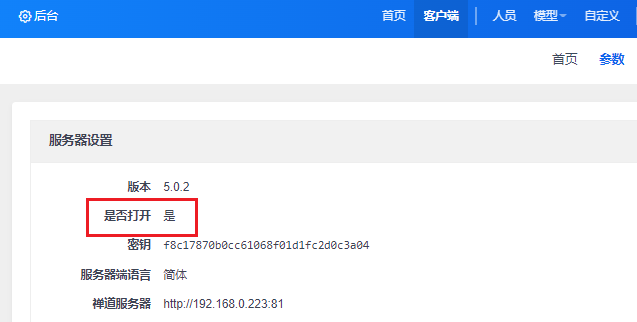 后台 首页 客户端 人员 模型 自定义
首页 参数
服务器设置
版本 5.0.2
是否打开 是
密钥 f8c17870b0cc61068f01d1fc2d0c3a04
服务器端语言 简体
禅道服务器 http://192.168.0.223:81